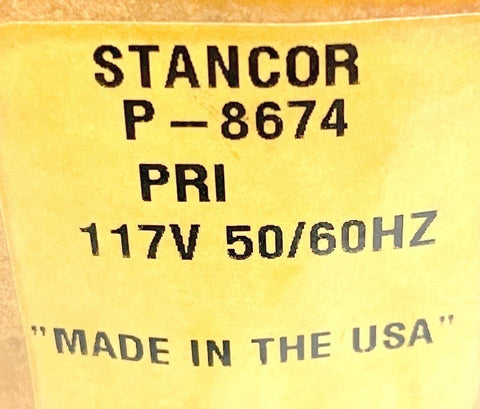 STANCOR
P-8674
PRI
117V 50/60HZ
"MADE IN THE USA"